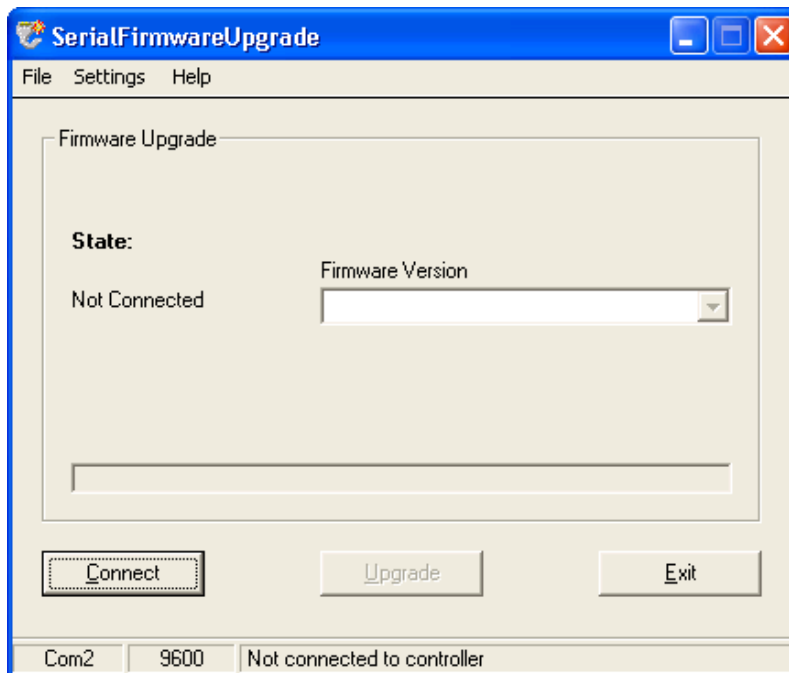 SerialFirmwareUpgrade
File Settings Help
Firmware Upgrade
State:
Firmware Version
Not Connected
Connect Upgrade Exit
Com2 9600 Not connected to controller